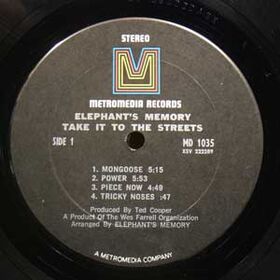 STEREO
METROMEDIA RECORDS
ELEPHANT'S MEMORY
TAKE IT TO THE STREETS
SIDE 1 MD 1035
XSV 222289
1. MONGOOSE 5:15
2. POWER 5:53
3. PIECE NOW 4:49
4. TRICKY NOSES :47
Produced by Ted Cooper
A Product Of The Wes Farrell Organization
Arranged By ELEPHANT'S MEMORY
A METROMEDIA COMPANY